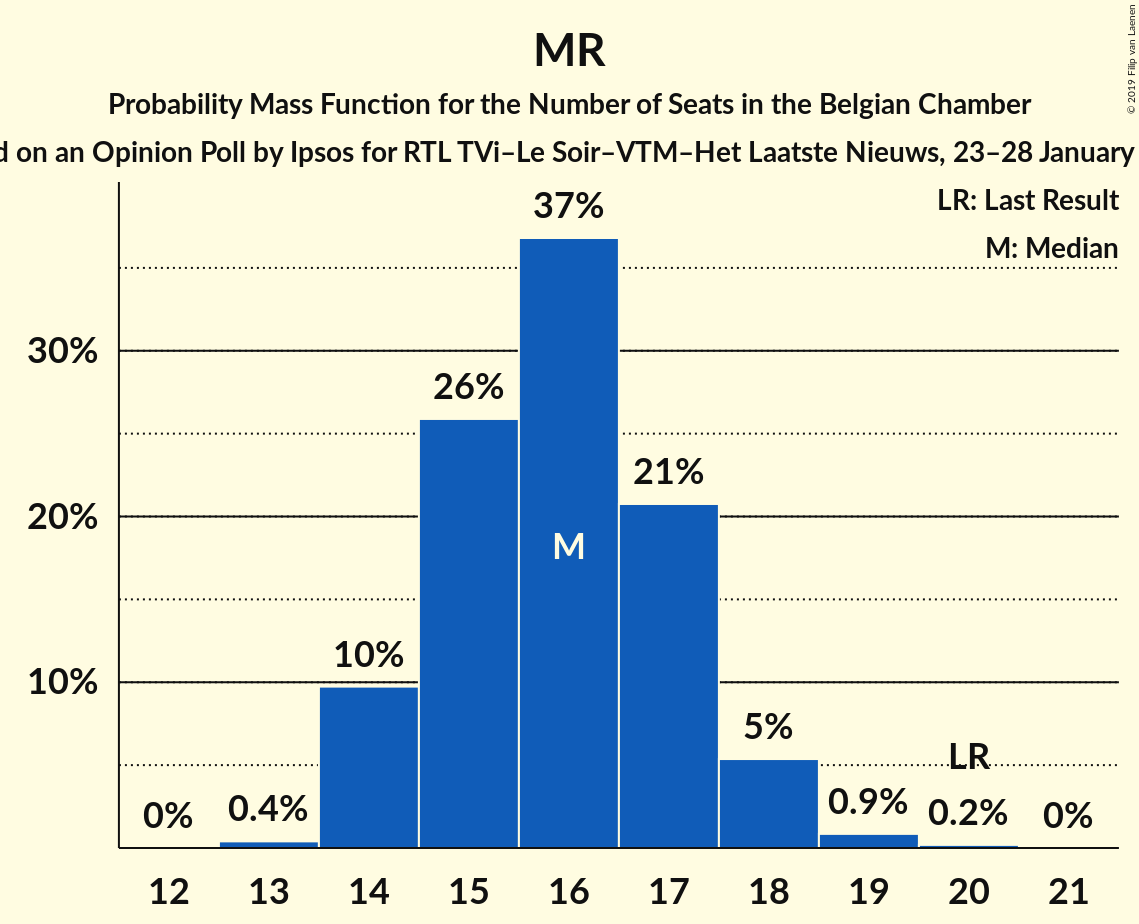 MR
Probability Mass Function for the Number of Seats in the Belgian Chamber
on an Opinion Poll by Ipsos for RTL TVi–Le Soir–VTM–Het Laatste Nieuws, 23–28 January
© 2019 Filip van Laenen
LR: Last Result
M: Median
37%
30%
26%
21%
20%
M
10%
10%
5%
LR
0%
0.4%
0.9%
0.2%
0%
12 13 14 15 16 17 18 19 20 21